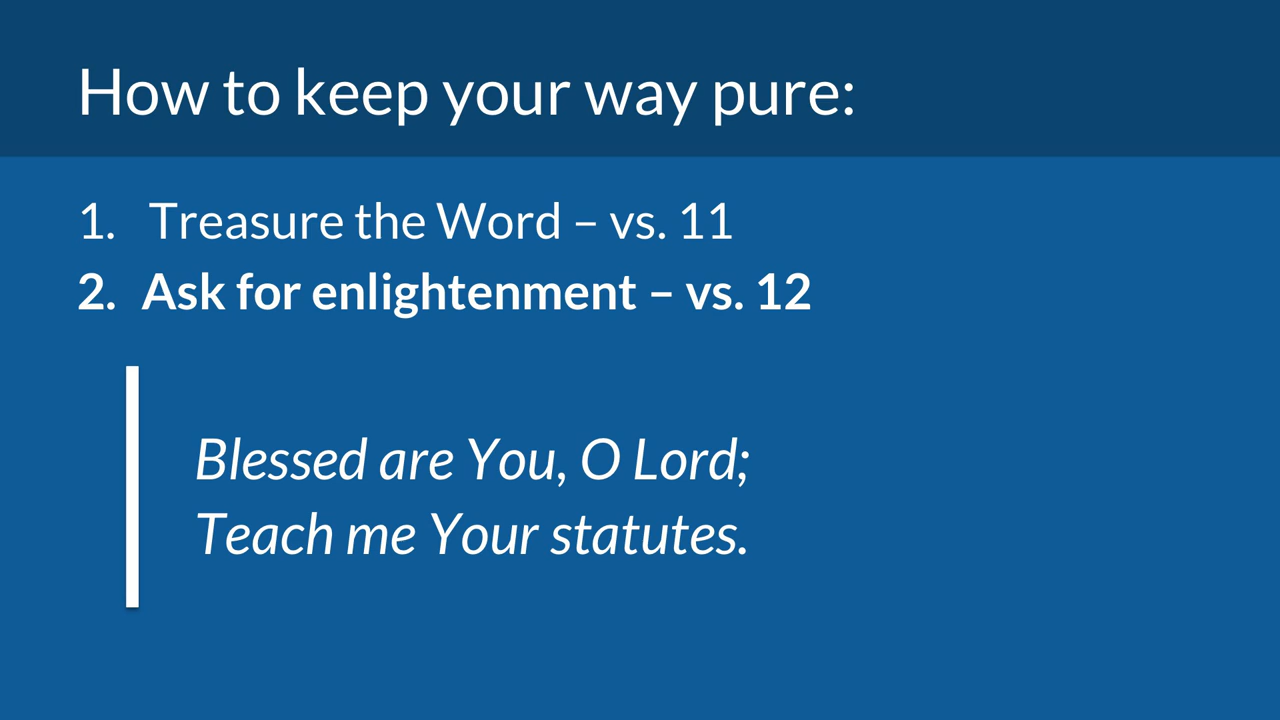 How to keep your way pure:
1. Treasure the Word – vs. 11
2. Ask for enlightenment – vs. 12
Blessed are You, O Lord;
Teach me Your statutes.